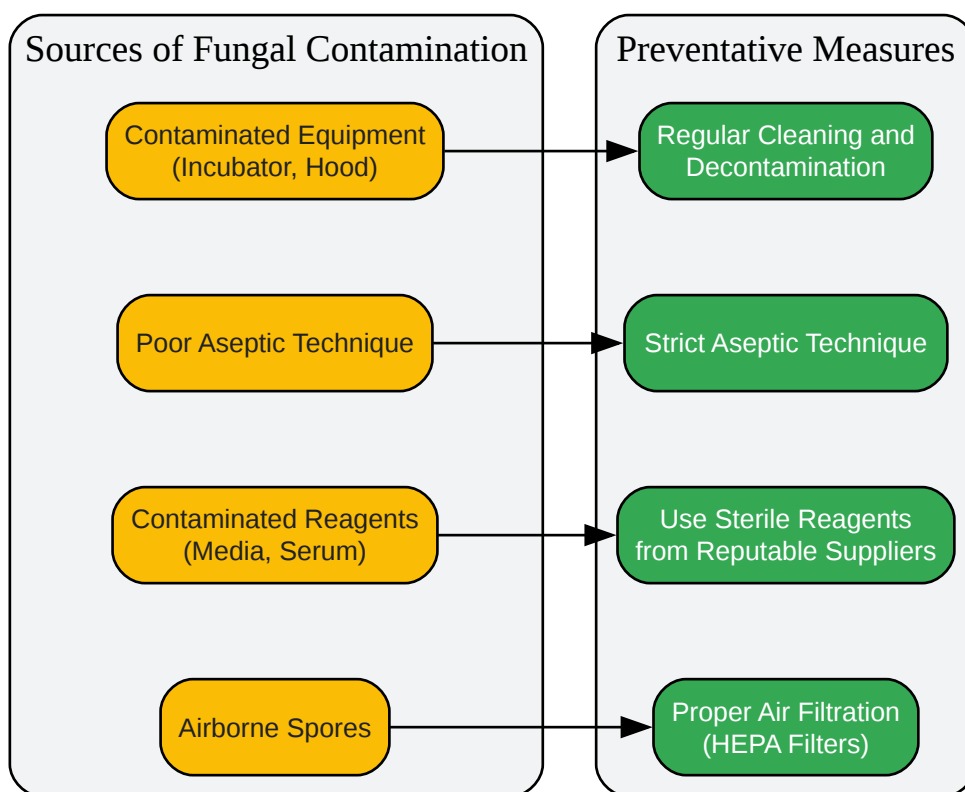 Sources of Fungal Contamination
Contaminated Equipment
(Incubator, Hood)
Poor Aseptic Technique
Contaminated Reagents
(Media, Serum)
Airborne Spores
Preventative Measures
Regular Cleaning and
Decontamination
Strict Aseptic Technique
Use Sterile Reagents
from Reputable Suppliers
Proper Air Filtration
(HEPA Filters)